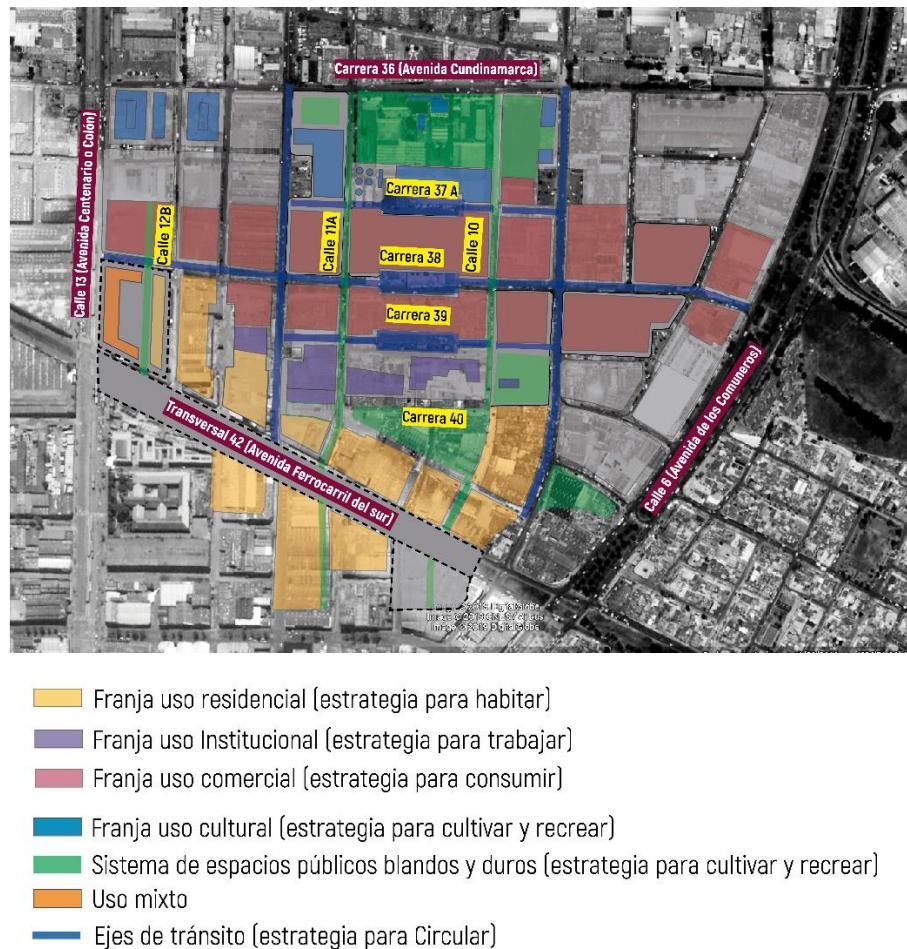 Carrera 36 (Avenida Cundinamarca)
Calle 13 (Avenida Centenario o Colón)
Calle 12B
Calle 11A
Carrera 37 A
Calle 10
Carrera 38
Carrera 39
Carrera 40
Transversal 42 (Avenida Ferrocarril del sur)
Calle 6 (Avenida de los Comuneros)
Franja uso residencial (estrategia para habitar)
Franja uso Institucional (estrategia para trabajar)
Franja uso comercial (estrategia para consumir)
Franja uso cultural (estrategia para cultivar y recrear)
Sistema de espacios públicos blandos y duros (estrategia para cultivar y recrear)
Uso mixto
Ejes de tránsito (estrategia para Circular)